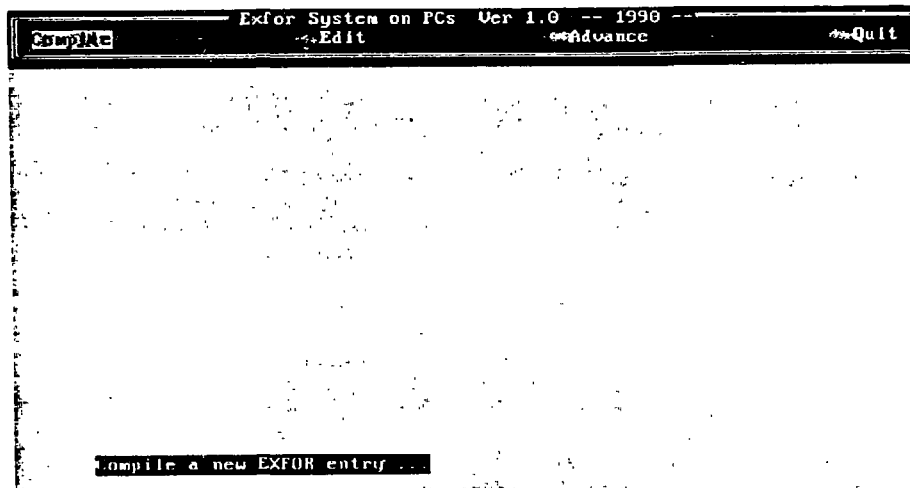 Exfor System on PCs Ver 1.0 -- 1990 --
Compile Edit Advance Quit
Compile a new EXFOR entry ...